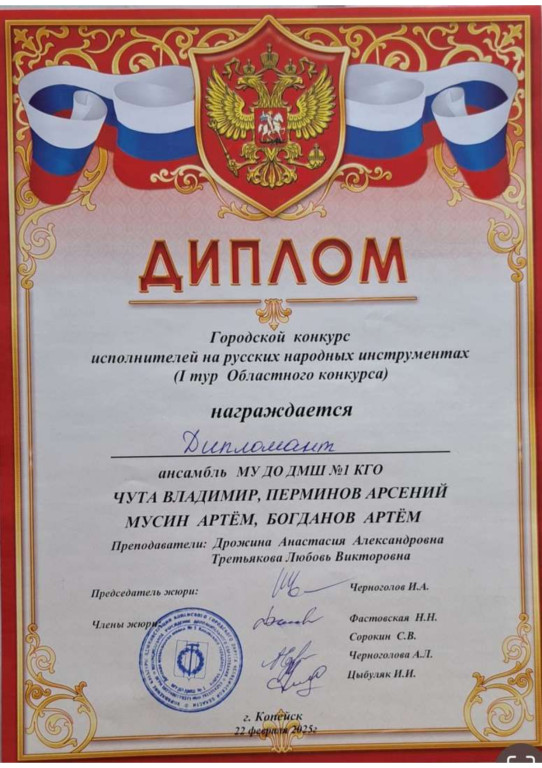 ДИПЛОМ
Городской конкурс
исполнителей на русских народных инструментах
(I тур Областного конкурса)
награждается
Дипломант
ансамбль МУ ДО ДМШ №1 КГО
ЧУТА ВЛАДИМИР, ПЕРМИНОВ АРСЕНИЙ
МУСИН АРТЁМ, БОГДАНОВ АРТЁМ
Преподаватели: Дрожина Анастасия Александровна
Третьякова Любовь Викторовна
Председатель жюри: Черноголов И.А.
Члены жюри: Фастовская Н.Н.
Сорокин С.В.
Черноголова А.Л.
Цыбуляк И.И.
г. Копейск
22 февраля 2025г